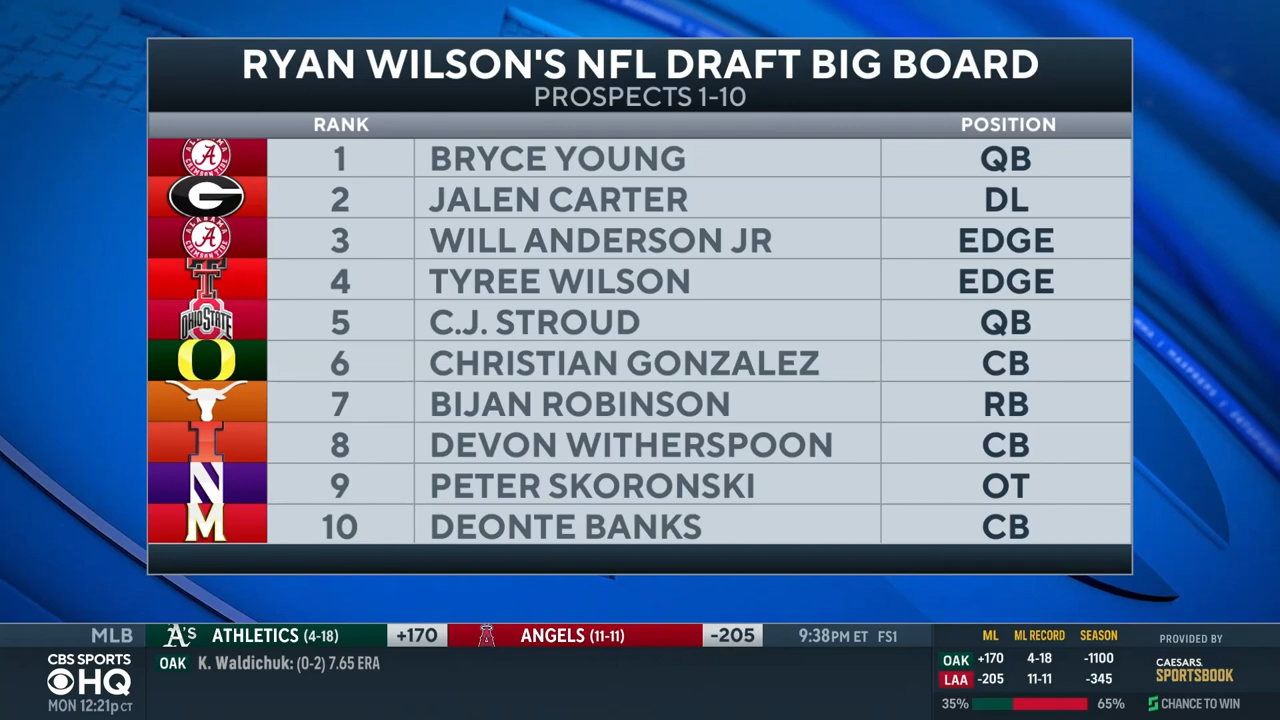 RYAN WILSON'S NFL DRAFT BIG BOARD
PROSPECTS 1-10
RANK POSITION
1 BRYCE YOUNG QB
2 JALEN CARTER DL
3 WILL ANDERSON JR EDGE
4 TYREE WILSON EDGE
OHIO STATE 5 C.J. STROUD QB
6 CHRISTIAN GONZALEZ CB
7 BIJAN ROBINSON RB
8 DEVON WITHERSPOON CB
9 PETER SKORONSKI OT
10 DEONTE BANKS CB
MLB A'S ATHLETICS (4-18) +170 ANGELS (11-11) -205 9:38PM ET FS1
OAK K. Waldichuk: (0-2) 7.65 ERA
CBS SPORTS
HQ
MON 12:21P CT
ML ML RECORD SEASON
OAK +170 4-18 -1100
LAA -205 11-11 -345
35% 65%
PROVIDED BY
CAESARS
SPORTSBOOK
CHANCE TO WIN